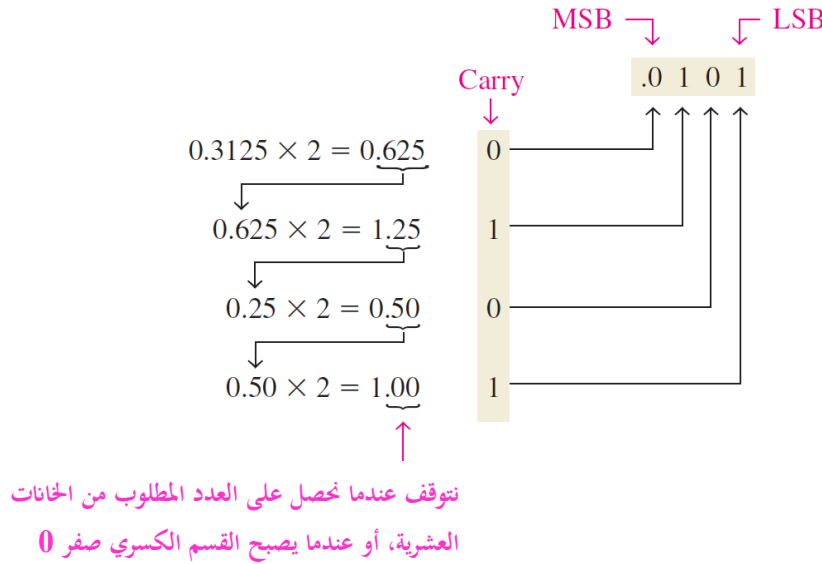 MSB LSB
.0 1 0 1
Carry
0.3125 × 2 = 0.625 0
0.625 × 2 = 1.25 1
0.25 × 2 = 0.50 0
0.50 × 2 = 1.00 1
نتوقف عندما نحصل على العدد المطلوب من الخانات
العشرية، أو عندما يصبح القسم الكسري صفر 0